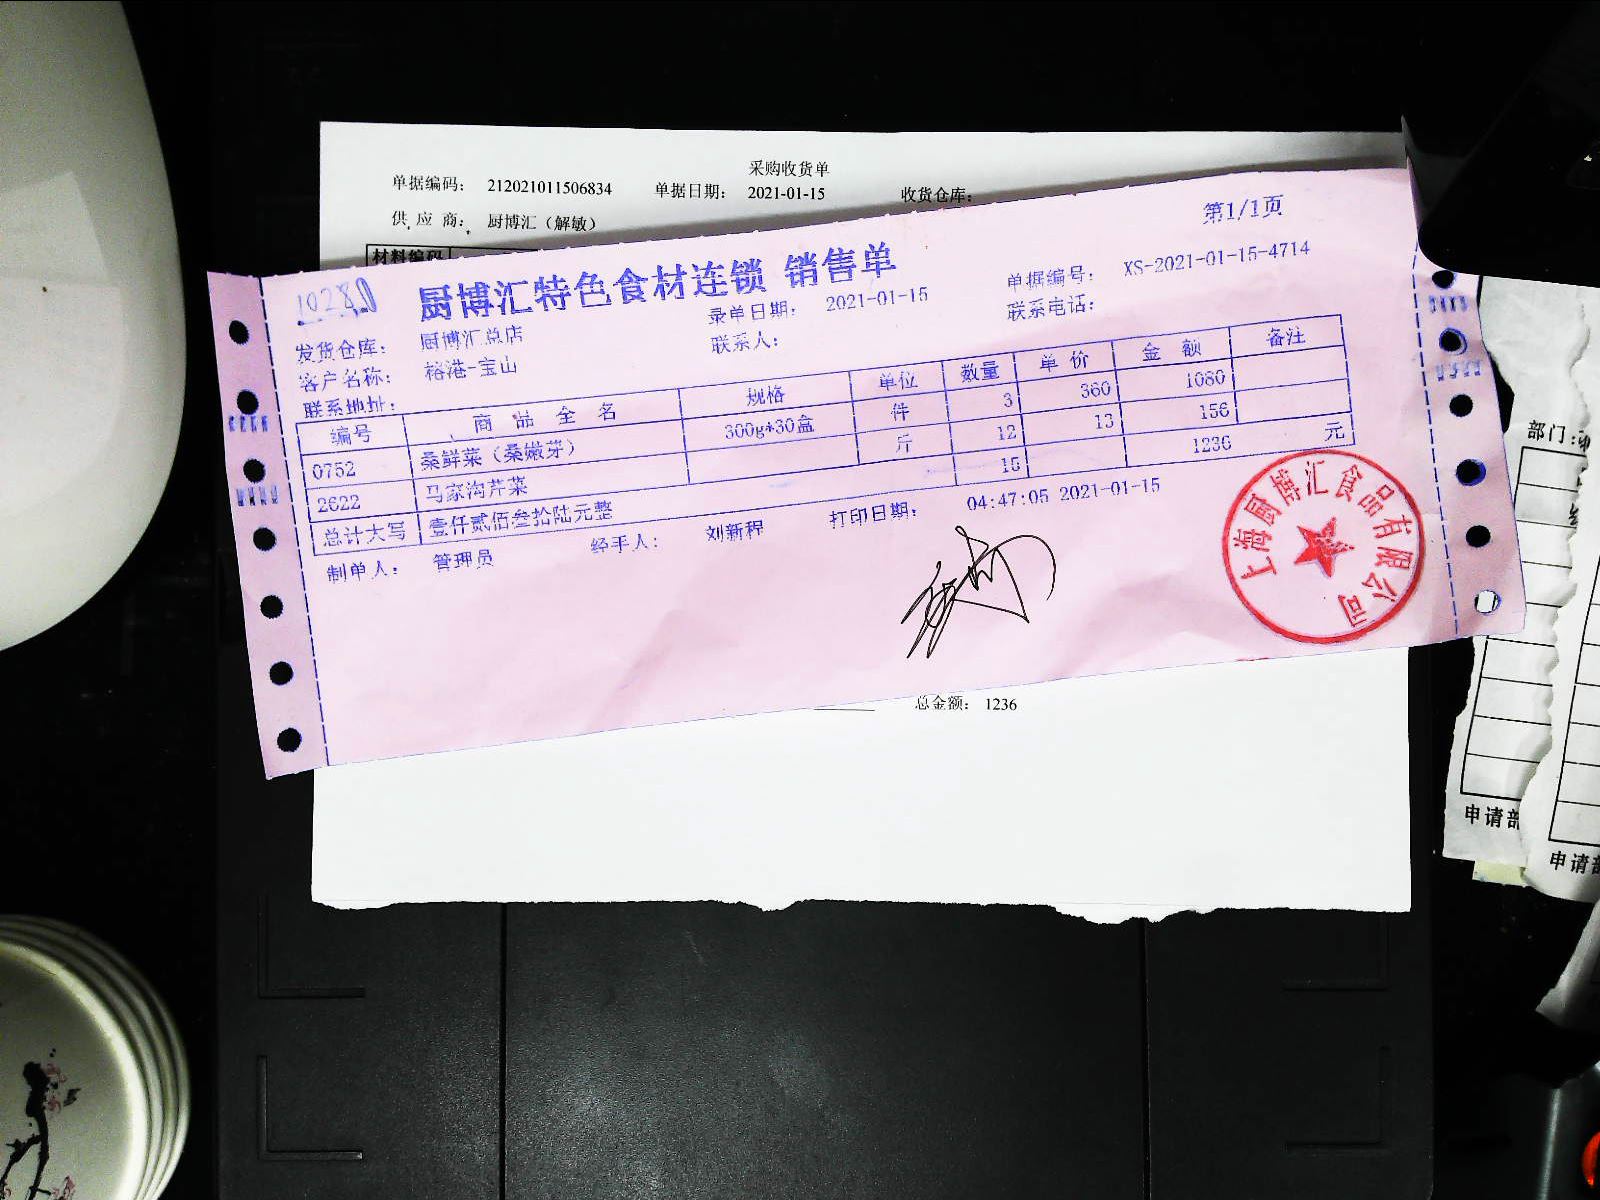 采购收货单
单据编码： 212021011506834 单据日期： 2021-01-15 收货仓库：
供应商： 厨博汇（解敏）
材料编码
第1/1页
10280 厨博汇特色食材连锁 销售单
录单日期： 2021-01-15 单据编号： XS-2021-01-15-4714
发货仓库： 厨博汇总店 联系人： 联系电话：
客户名称： 榕港-宝山
联系地址：
编号 商品全名 规格 单位 数量 单价 金额 备注
0752 桑鲜菜（桑嫩芽） 300g*30盒 件 3 360 1080
2622 马家沟芹菜 斤 12 13 156
总计大写 壹仟贰佰叁拾陆元整 15 1236 元
制单人： 管理员 经手人： 刘新程 打印日期： 04:47:05 2021-01-15
上海厨博汇食品有限公司
总金额： 1236
部门：
申请部
申请部